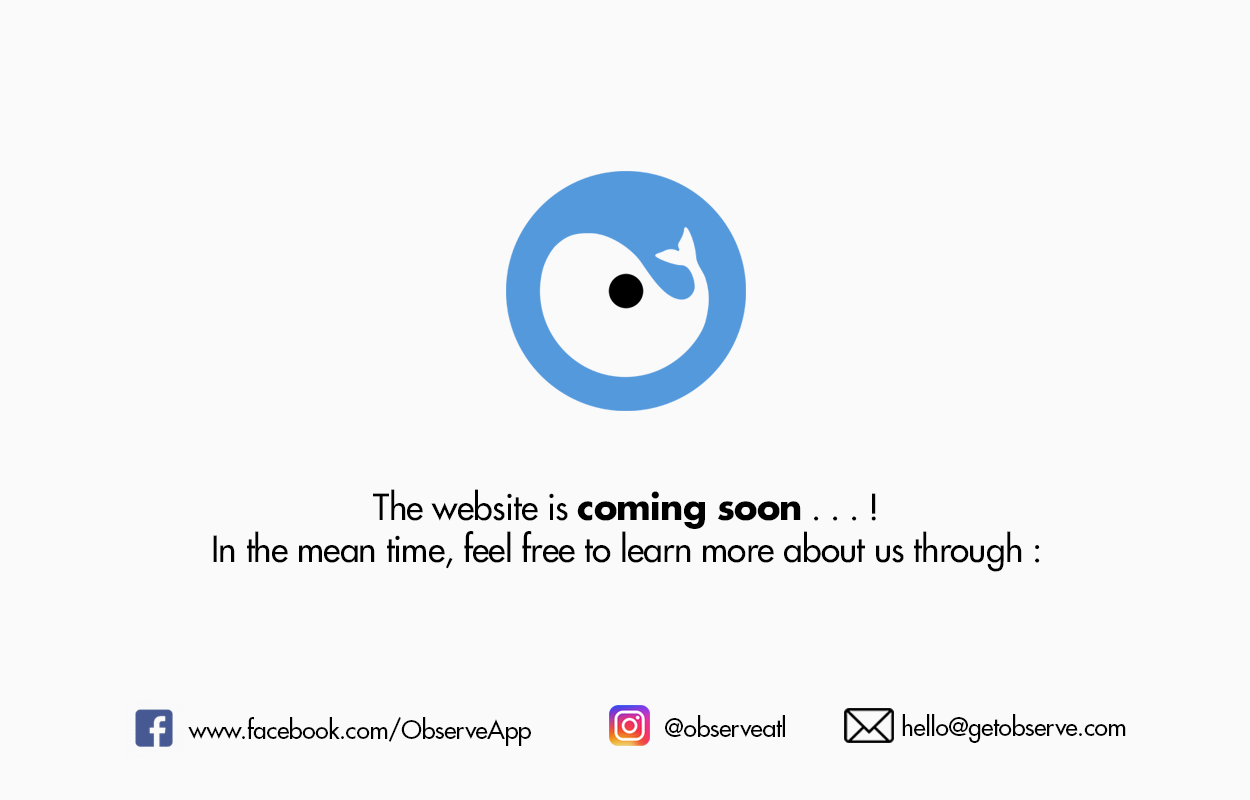 The website is coming soon . . . !
In the mean time, feel free to learn more about us through :
www.facebook.com/ObserveApp
@observeatl
hello@getobserve.com